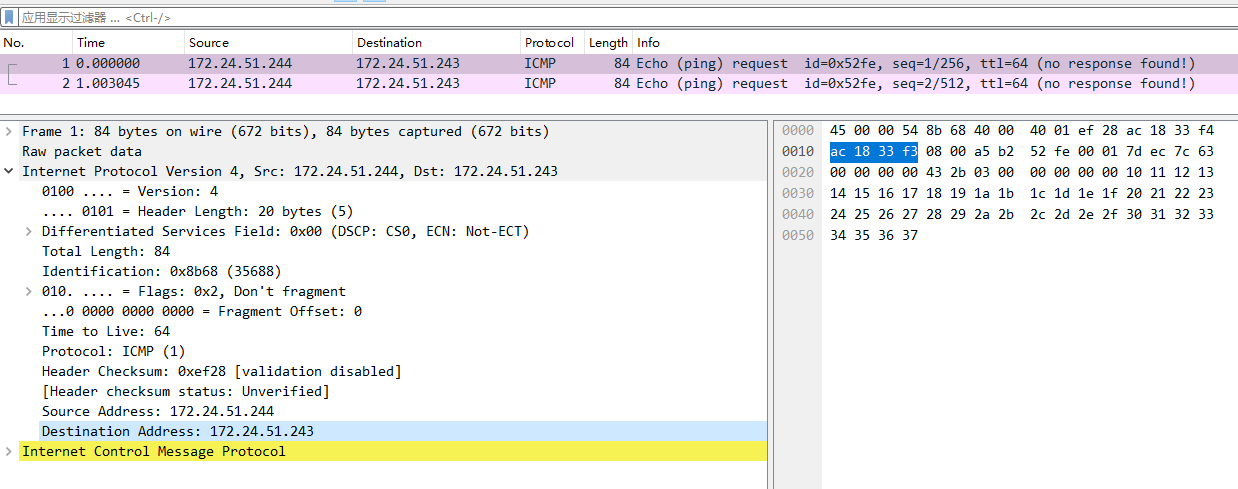 应用显示过滤器 … <Ctrl-/>
No. Time Source Destination Protocol Length Info
1 0.000000 172.24.51.244 172.24.51.243 ICMP 84 Echo (ping) request id=0x52fe, seq=1/256, ttl=64 (no response found!)
2 1.003045 172.24.51.244 172.24.51.243 ICMP 84 Echo (ping) request id=0x52fe, seq=2/512, ttl=64 (no response found!)
Frame 1: 84 bytes on wire (672 bits), 84 bytes captured (672 bits)
Raw packet data
Internet Protocol Version 4, Src: 172.24.51.244, Dst: 172.24.51.243
0100 .... = Version: 4
.... 0101 = Header Length: 20 bytes (5)
Differentiated Services Field: 0x00 (DSCP: CS0, ECN: Not-ECT)
Total Length: 84
Identification: 0x8b68 (35688)
010. .... = Flags: 0x2, Don't fragment
...0 0000 0000 0000 = Fragment Offset: 0
Time to Live: 64
Protocol: ICMP (1)
Header Checksum: 0xef28 [validation disabled]
[Header checksum status: Unverified]
Source Address: 172.24.51.244
Destination Address: 172.24.51.243
Internet Control Message Protocol
0000 45 00 00 54 8b 68 40 00 40 01 ef 28 ac 18 33 f4
0010 ac 18 33 f3 08 00 a5 b2 52 fe 00 01 7d ec 7c 63
0020 00 00 00 00 43 2b 03 00 00 00 00 00 10 11 12 13
0030 14 15 16 17 18 19 1a 1b 1c 1d 1e 1f 20 21 22 23
0040 24 25 26 27 28 29 2a 2b 2c 2d 2e 2f 30 31 32 33
0050 34 35 36 37